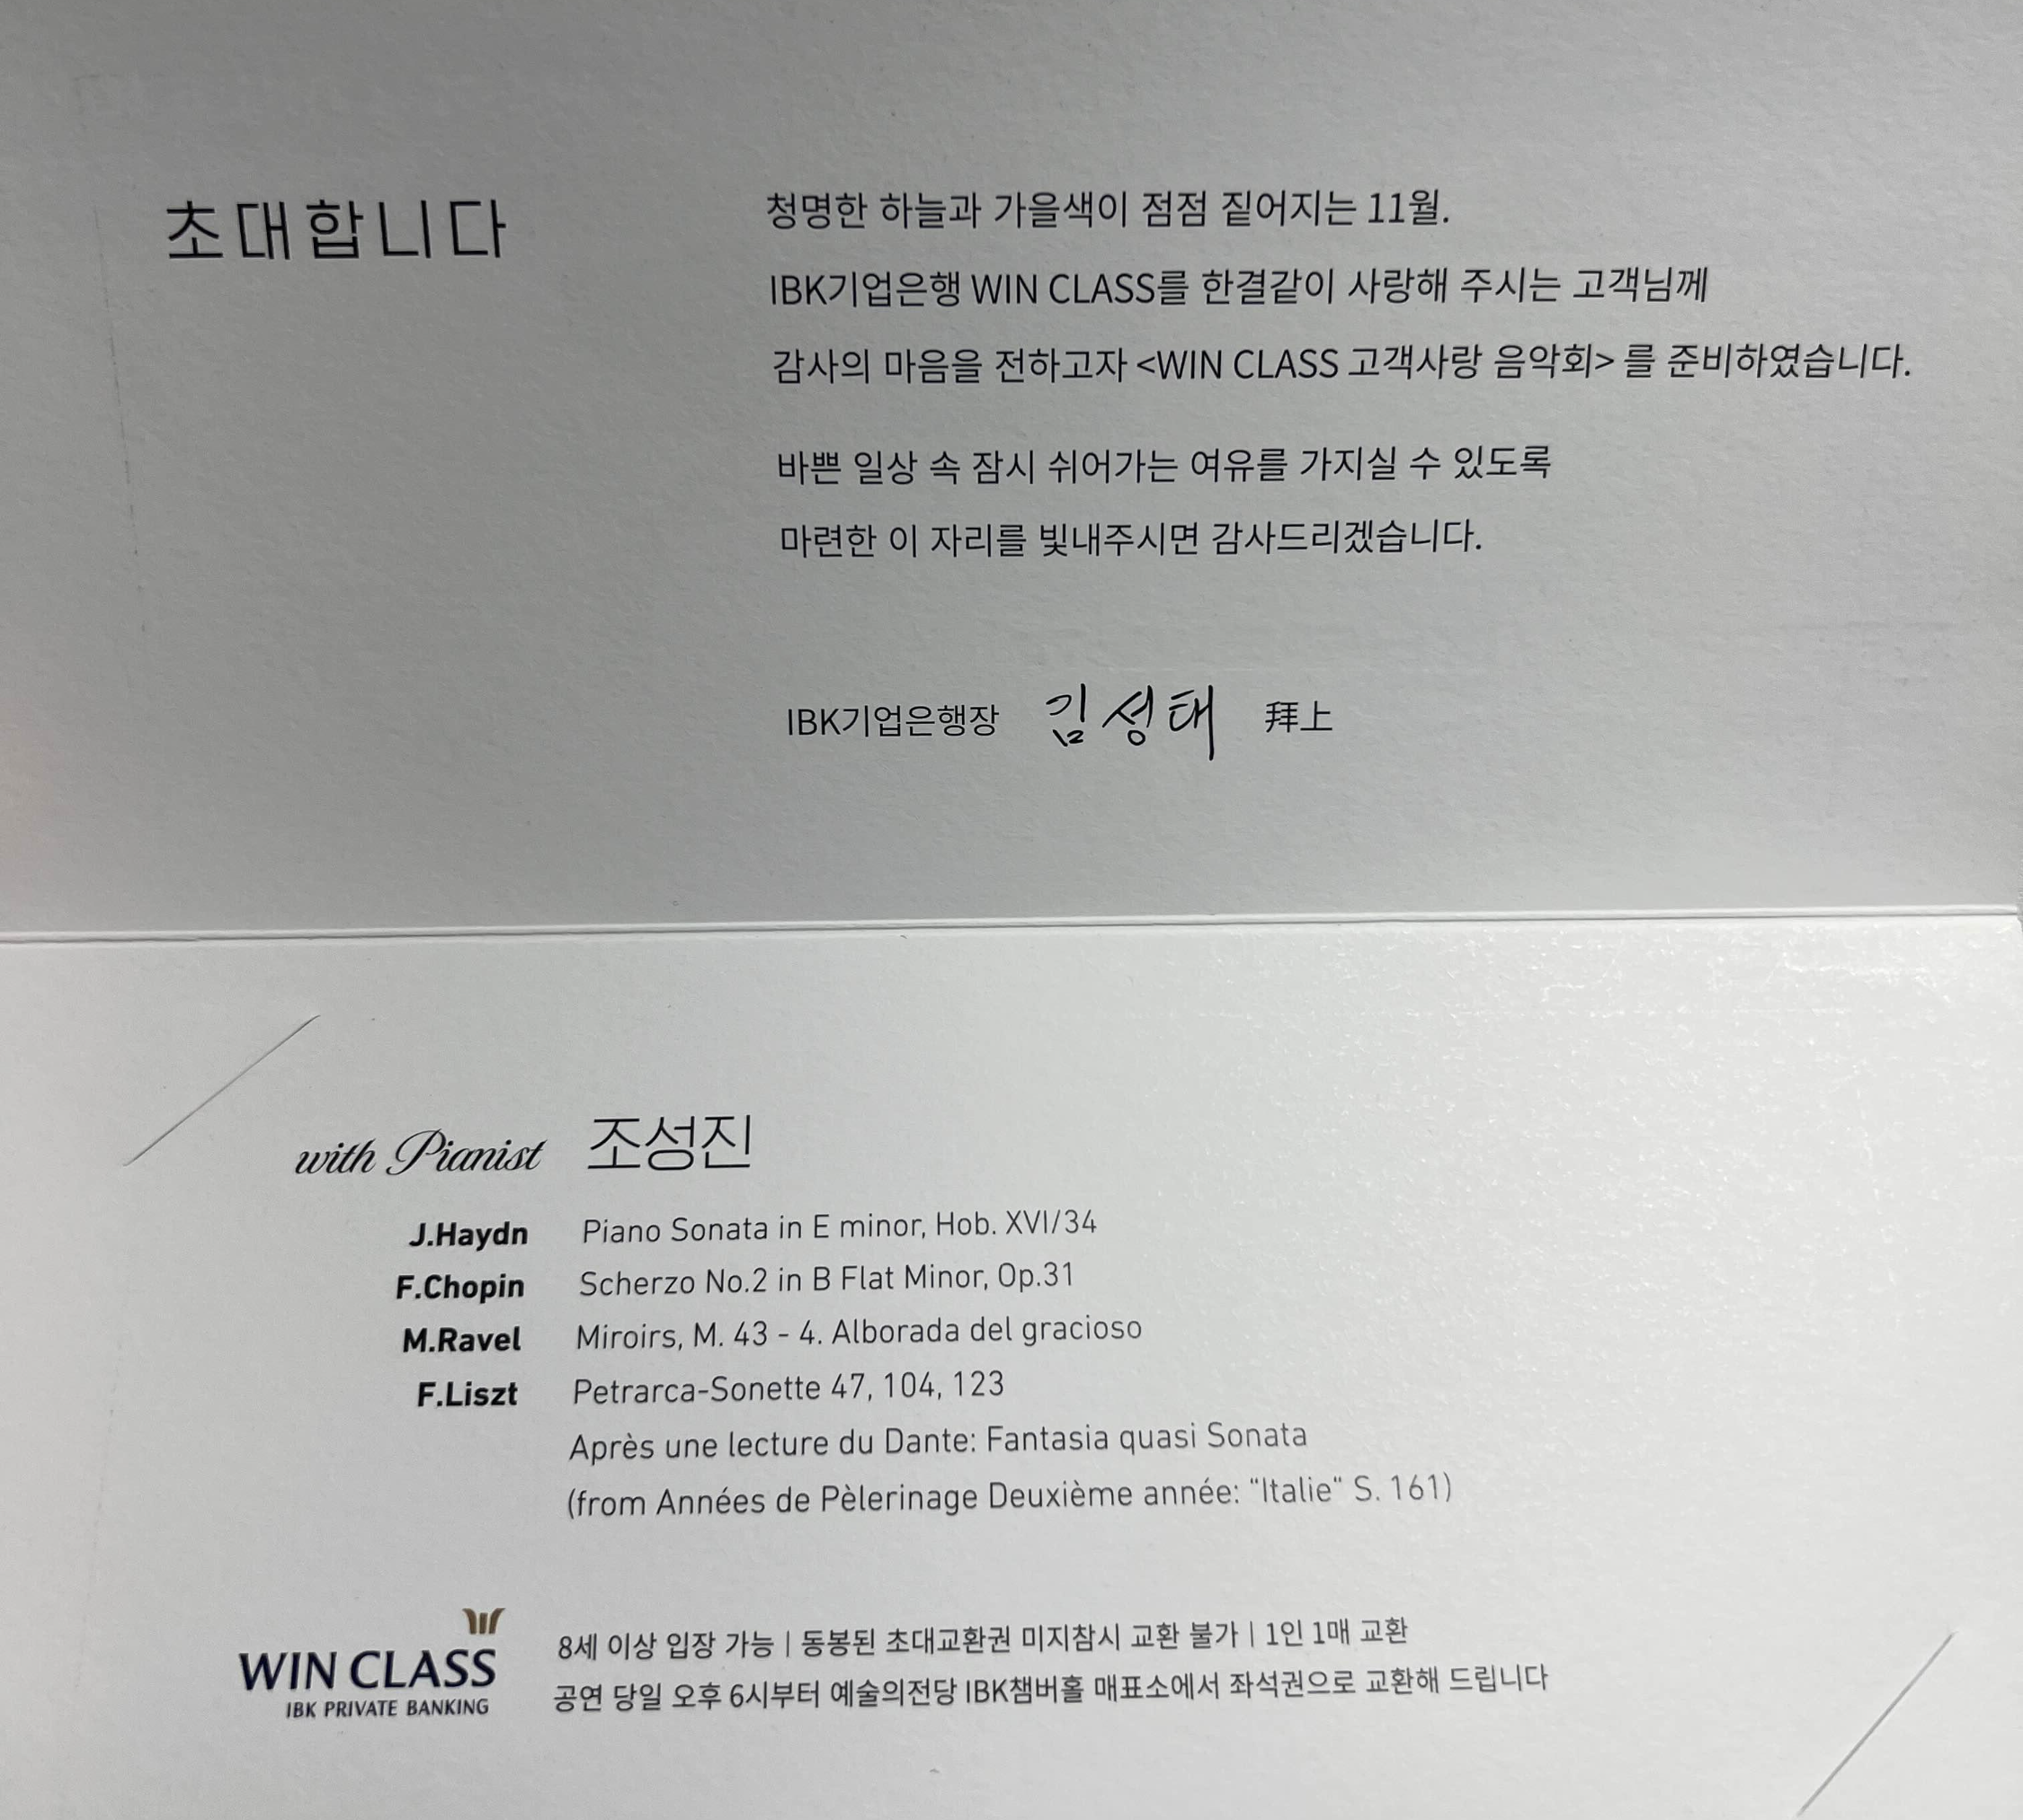 초대합니다
청명한 하늘과 가을색이 점점 짙어지는 11월.
IBK기업은행 WIN CLASS를 한결같이 사랑해 주시는 고객님께
감사의 마음을 전하고자 <WIN CLASS 고객사랑 음악회> 를 준비하였습니다.
바쁜 일상 속 잠시 쉬어가는 여유를 가지실 수 있도록
마련한 이 자리를 빛내주시면 감사드리겠습니다.
IBK기업은행장 김성태 拜上
with Pianist 조성진
J.Haydn Piano Sonata in E minor, Hob. XVI/34
F.Chopin Scherzo No.2 in B Flat Minor, Op.31
M.Ravel Miroirs, M. 43 - 4. Alborada del gracioso
F.Liszt Petrarca-Sonette 47, 104, 123
Après une lecture du Dante: Fantasia quasi Sonata
(from Années de Pèlerinage Deuxième année: "Italie" S. 161)
WIN CLASS
IBK PRIVATE BANKING
8세 이상 입장 가능 | 동봉된 초대교환권 미지참시 교환 불가 | 1인 1매 교환
공연 당일 오후 6시부터 예술의전당 IBK챔버홀 매표소에서 좌석권으로 교환해 드립니다